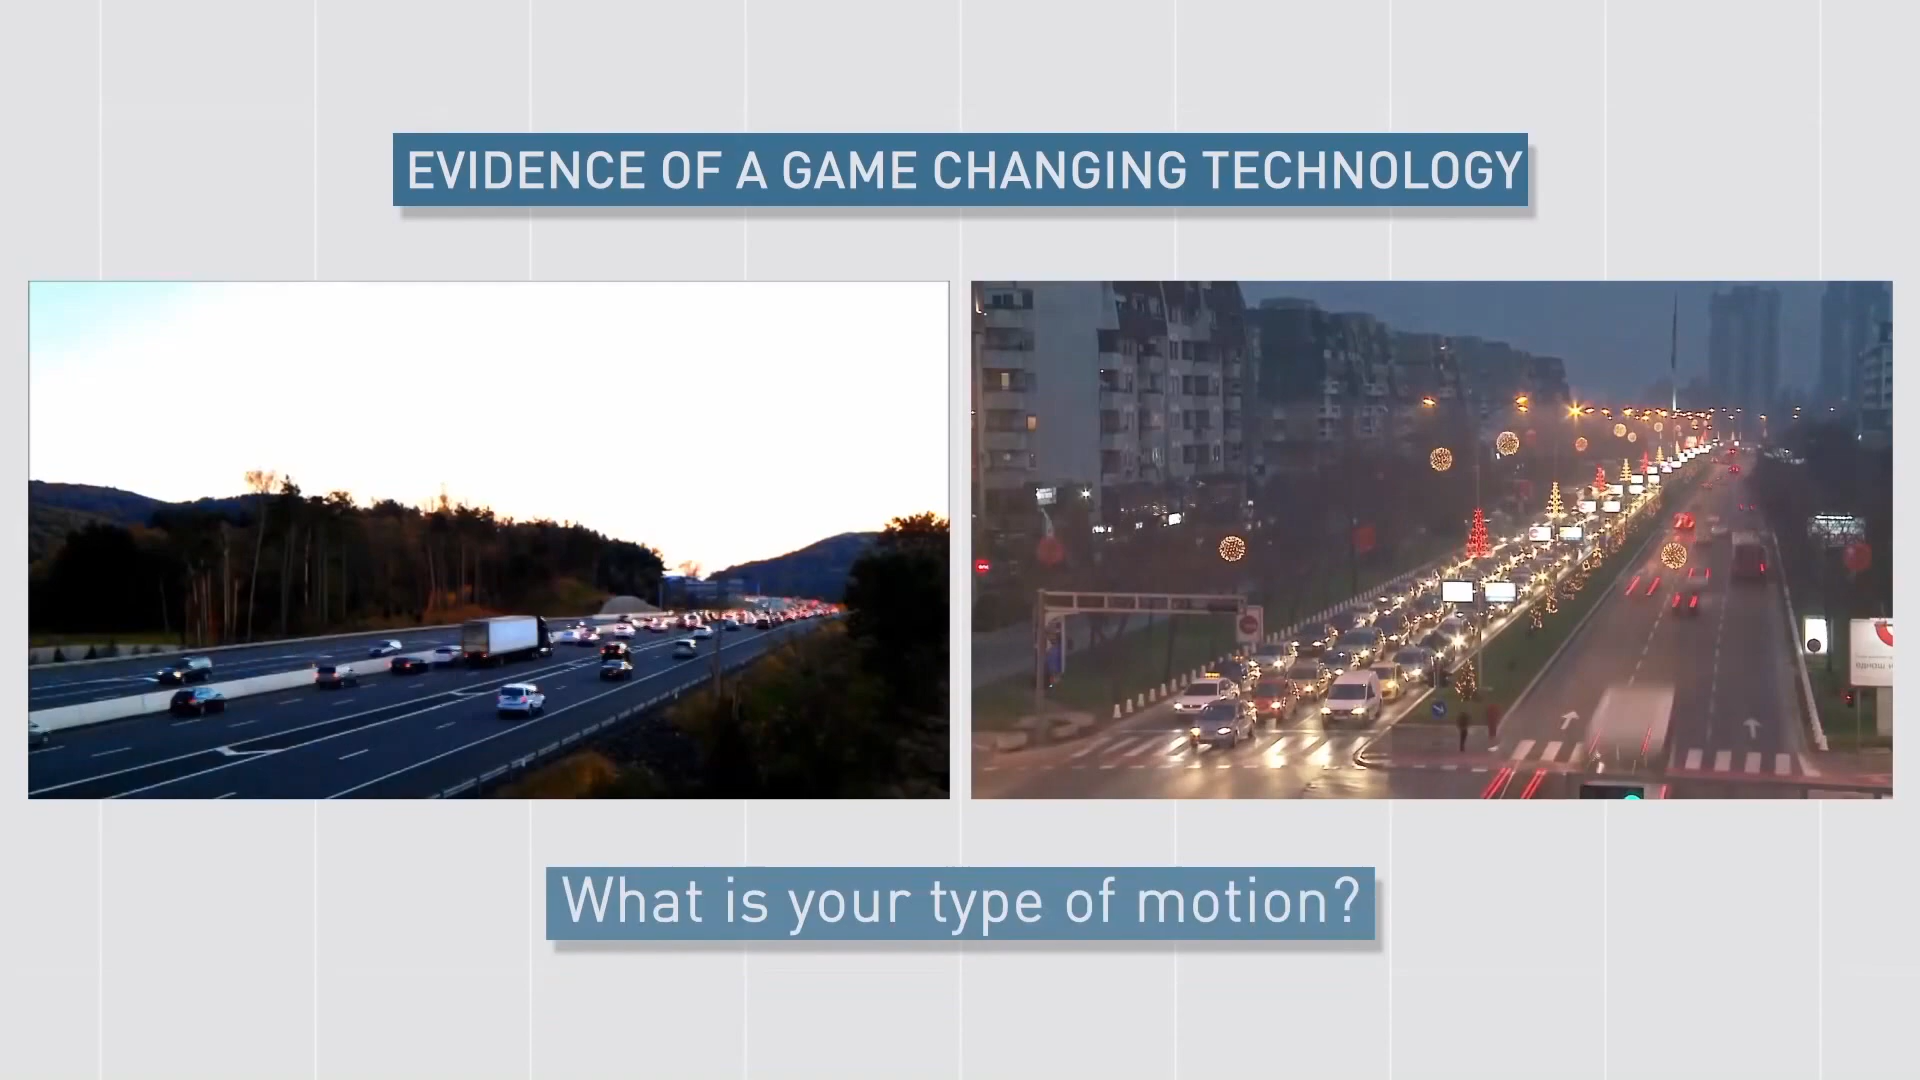 EVIDENCE OF A GAME CHANGING TECHNOLOGY
What is your type of motion?